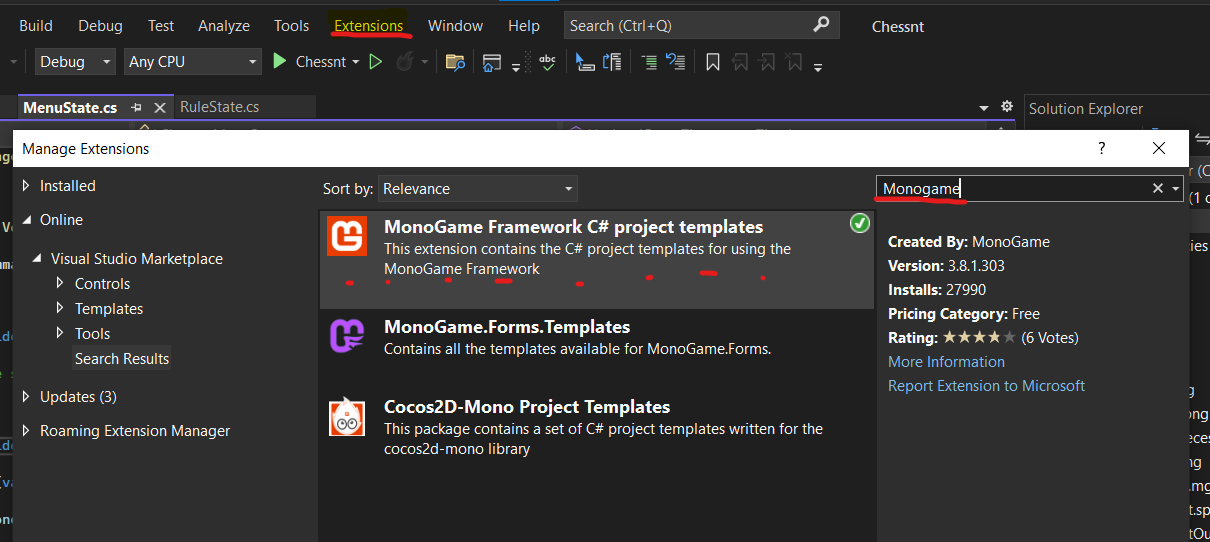 Build Debug Test Analyze Tools Extensions Window Help Search (Ctrl+Q) Chessnt
Debug Any CPU Chessnt abc
MenuState.cs RuleState.cs
Solution Explorer
Manage Extensions ?
Installed
Online
Visual Studio Marketplace
Controls
Templates
Tools
Search Results
Updates (3)
Roaming Extension Manager
Sort by: Relevance
MonoGame Framework C# project templates
This extension contains the C# project templates for using the
MonoGame Framework
MonoGame.Forms.Templates
Contains all the templates available for MonoGame.Forms.
Cocos2D-Mono Project Templates
This package contains a set of C# project templates written for the
cocos2d-mono library
Monogame
Created By: MonoGame
Version: 3.8.1.303
Installs: 27990
Pricing Category: Free
Rating: (6 Votes)
More Information
Report Extension to Microsoft